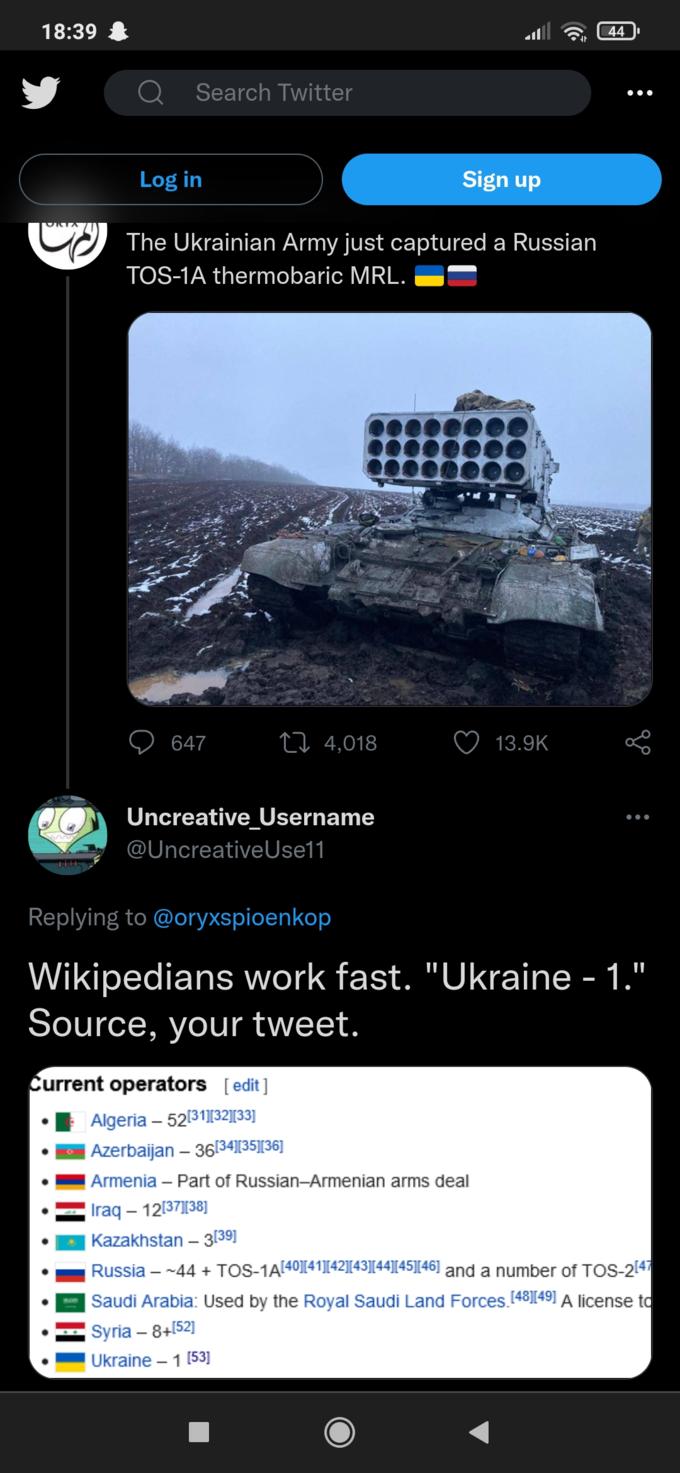 18:39
44
Search Twitter
Log in
Sign up
ORYX
The Ukrainian Army just captured a Russian
TOS-1A thermobaric MRL. 🇺🇦🇷🇺
647
4,018
13.9K
Uncreative_Username
@UncreativeUse11
Replying to @oryxspioenkop
Wikipedians work fast. "Ukraine - 1."
Source, your tweet.
Current operators [ edit ]
• Algeria – 52[31][32][33]
• Azerbaijan – 36[34][35][36]
• Armenia – Part of Russian–Armenian arms deal
• Iraq – 12[37][38]
• Kazakhstan – 3[39]
• Russia – ~44 + TOS-1A[40][41][42][43][44][45][46] and a number of TOS-2[47
• Saudi Arabia: Used by the Royal Saudi Land Forces.[48][49] A license to
• Syria – 8+[52]
• Ukraine – 1 [53]